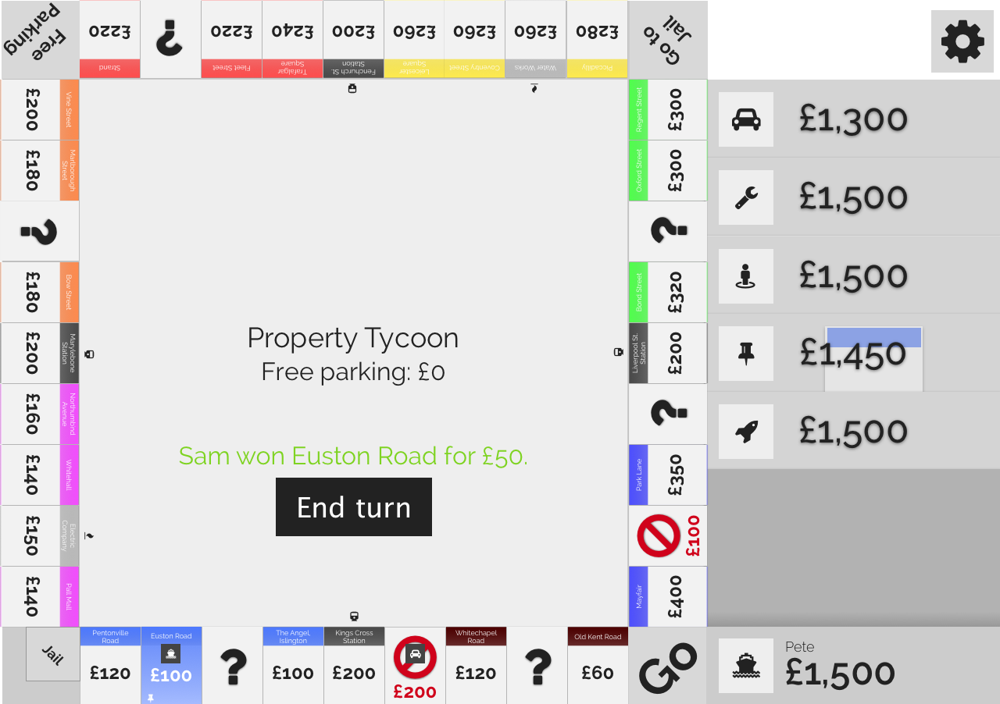 Free
Parking
£220
Strand
?
£220
Fleet Street
£240
Trafalgar
Square
£200
Fenchurch St.
Station
£260
Leicester
Square
£260
Coventry Street
£260
Water Works
£280
Piccadilly
Go to
Jail
£200
Vine Street
£180
Marlborough
Street
?
£180
Bow Street
£200
Marylebone
Station
£160
Northumbnd
Avenue
£140
Whitehall
£150
Electric
Company
£140
Pall Mall
Regent Street
£300
Oxford Street
£300
?
Bond Street
£320
Liverpool St.
Station
£200
?
Park Lane
£350
£100
Mayfair
£400
Property Tycoon
Free parking: £0
Sam won Euston Road for £50.
End turn
Jail
Pentonville
Road
£120
Euston Road
£100
?
The Angel,
Islington
£100
Kings Cross
Station
£200
£200
Whitechapel
Road
£120
?
Old Kent Road
£60
Go
£1,300
£1,500
£1,500
£1,450
£1,500
Pete
£1,500